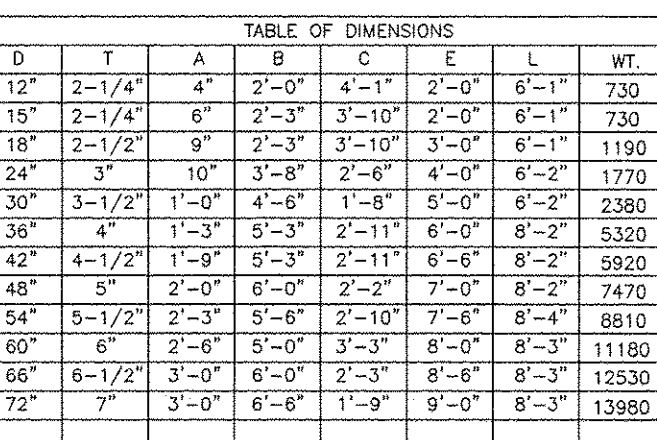 TABLE OF DIMENSIONS
D T A B C E L WT.
12" 2-1/4" 4" 2'-0" 4'-1" 2'-0" 6'-1" 730
15" 2-1/4" 6" 2'-3" 3'-10" 2'-0" 6'-1" 730
18" 2-1/2" 9" 2'-3" 3'-10" 3'-0" 6'-1" 1190
24" 3" 10" 3'-8" 2'-6" 4'-0" 6'-2" 1770
30" 3-1/2" 1'-0" 4'-6" 1'-8" 5'-0" 6'-2" 2380
36" 4" 1'-3" 5'-3" 2'-11" 6'-0" 8'-2" 5320
42" 4-1/2" 1'-9" 5'-3" 2'-11" 6'-6" 8'-2" 5920
48" 5" 2'-0" 6'-0" 2'-2" 7'-0" 8'-2" 7470
54" 5-1/2" 2'-3" 5'-6" 2'-10" 7'-6" 8'-4" 8810
60" 6" 2'-6" 5'-0" 3'-3" 8'-0" 8'-3" 11180
66" 6-1/2" 3'-0" 6'-0" 2'-3" 8'-6" 8'-3" 12530
72" 7" 3'-0" 6'-6" 1'-9" 9'-0" 8'-3" 13980